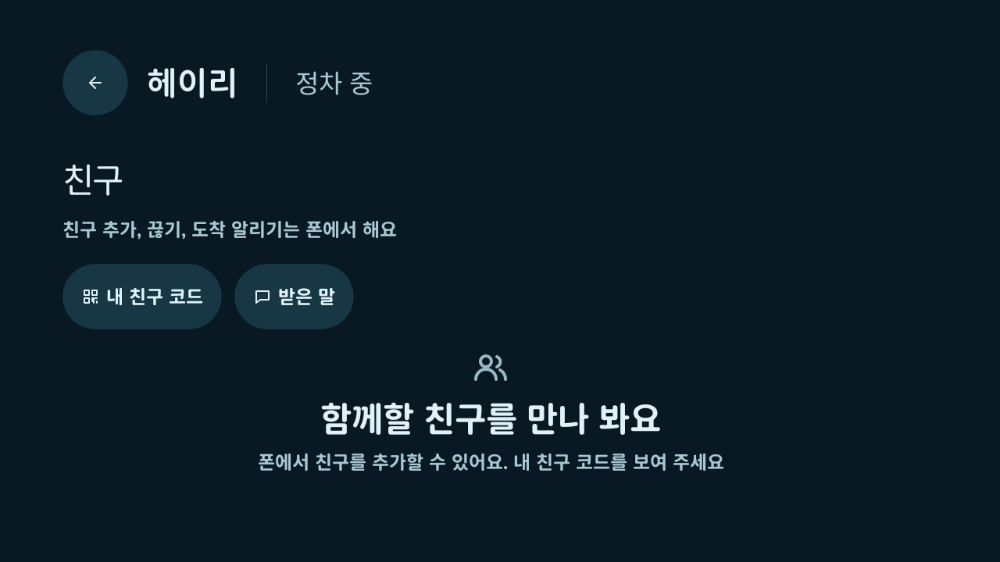 헤이리
정차 중
친구
친구 추가, 끊기, 도착 알리기는 폰에서 해요
내 친구 코드
받은 말
함께할 친구를 만나 봐요
폰에서 친구를 추가할 수 있어요. 내 친구 코드를 보여 주세요